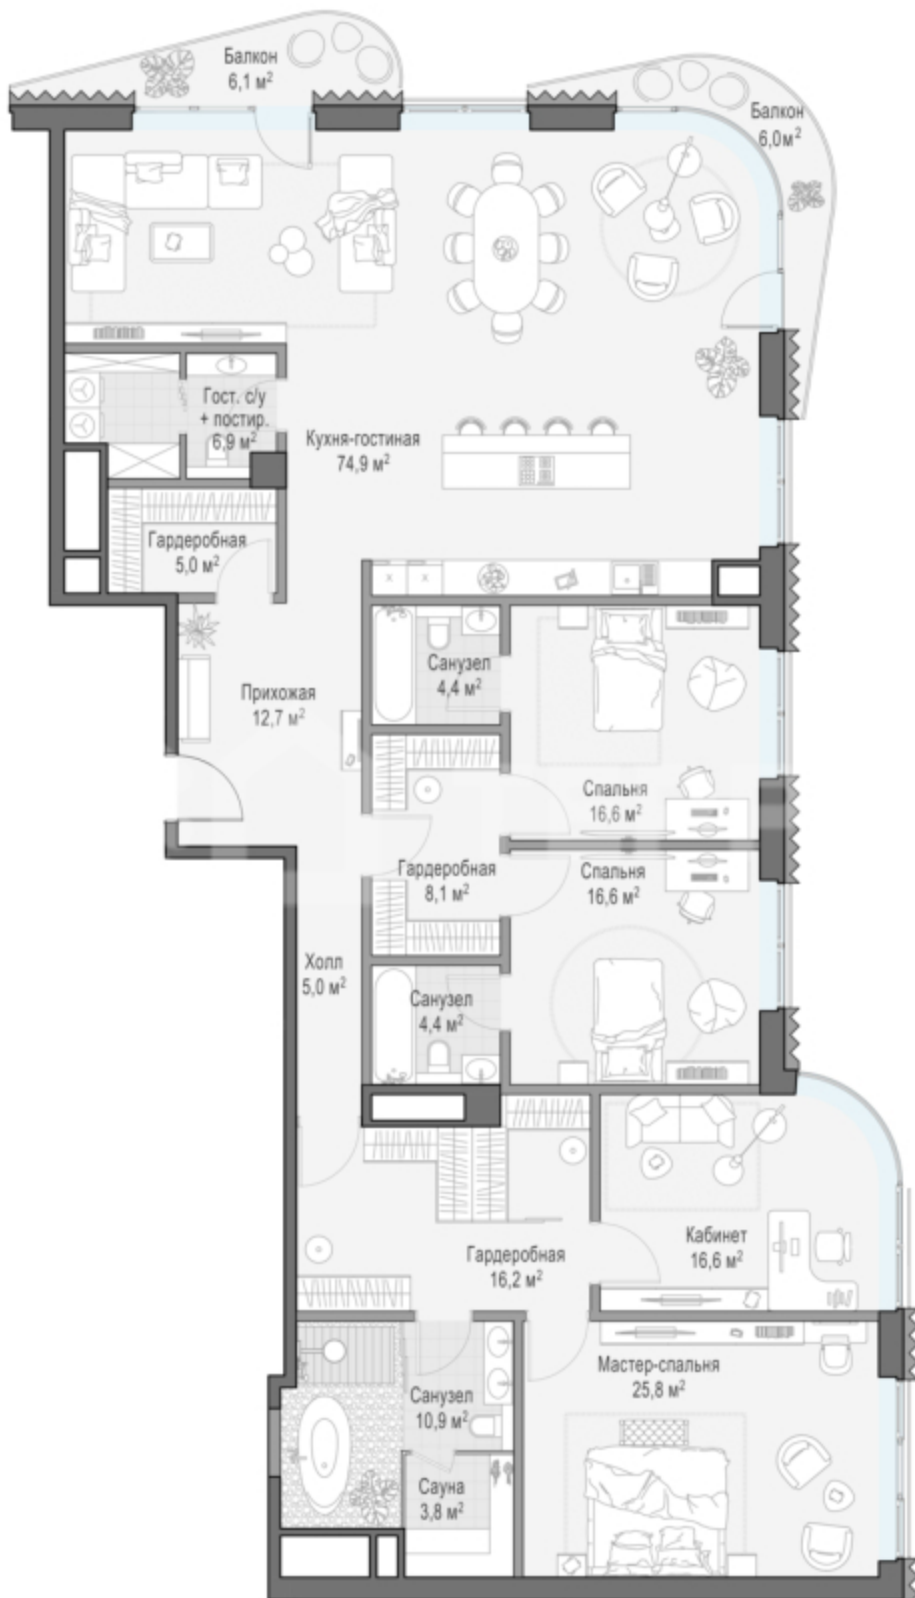 Балкон
6,1 м²
Балкон
6,0м²
Гост. с/у
+ постир.
6,9 м²
Кухня-гостиная
74,9 м²
Гардеробная
5,0 м²
Санузел
4,4 м²
Прихожая
12,7 м²
Спальня
16,6 м²
Гардеробная
8,1 м²
Спальня
16,6 м²
Холл
5,0 м²
Санузел
4,4 м²
Кабинет
16,6 м²
Гардеробная
16,2 м²
Мастер-спальня
25,8 м²
Санузел
10,9 м²
Сауна
3,8 м²